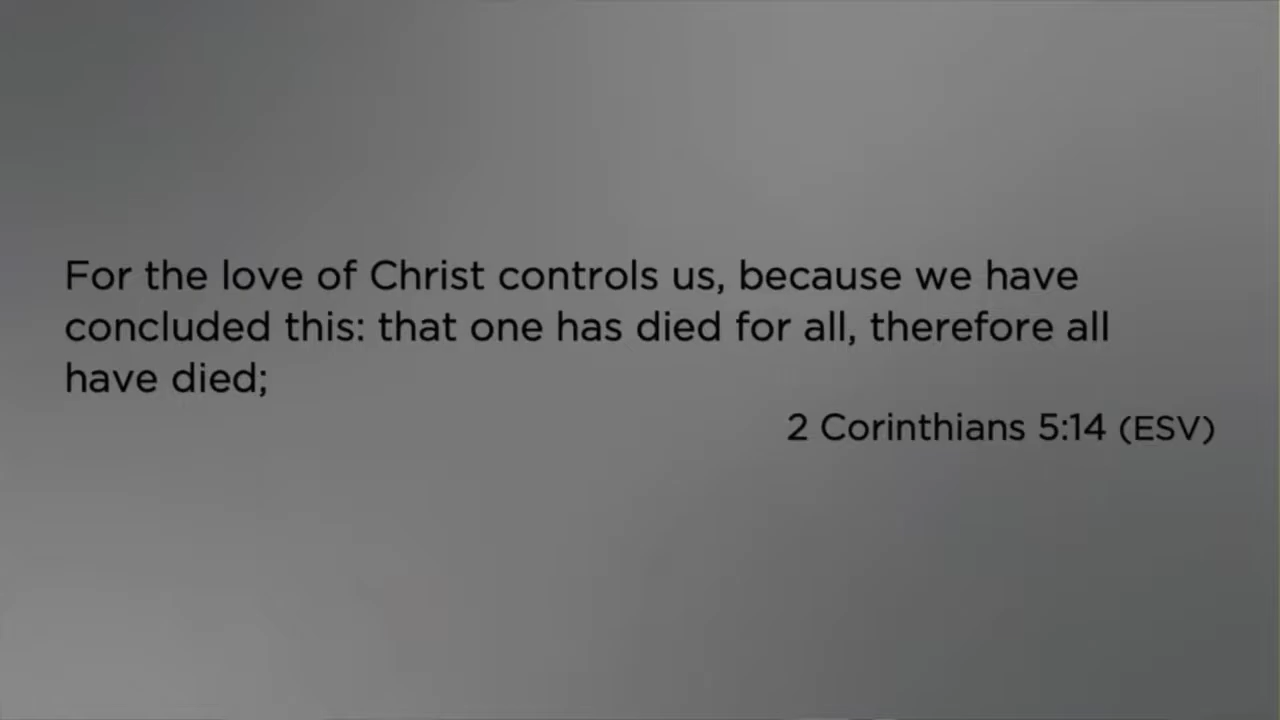 For the love of Christ controls us, because we have
concluded this: that one has died for all, therefore all
have died;
2 Corinthians 5:14 (ESV)